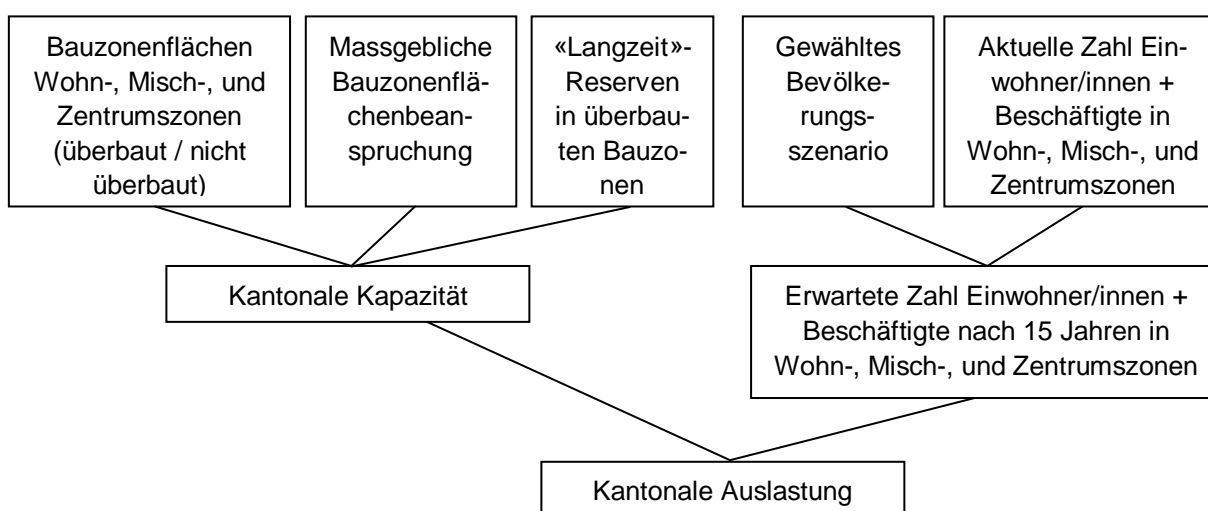 Bauzonenflächen
Wohn-, Misch-, und
Zentrumszonen
(überbaut / nicht
überbaut)
Massgebliche
Bauzonenflä-
chenbean-
spruchung
«Langzeit»-
Reserven
in überbau-
ten Bauzo-
nen
Gewähltes
Bevölke-
rungs-
szenario
Aktuelle Zahl Ein-
wohner/innen +
Beschäftigte in
Wohn-, Misch-, und
Zentrumszonen
Kantonale Kapazität
Erwartete Zahl Einwohner/innen +
Beschäftigte nach 15 Jahren in
Wohn-, Misch-, und Zentrumszonen
Kantonale Auslastung